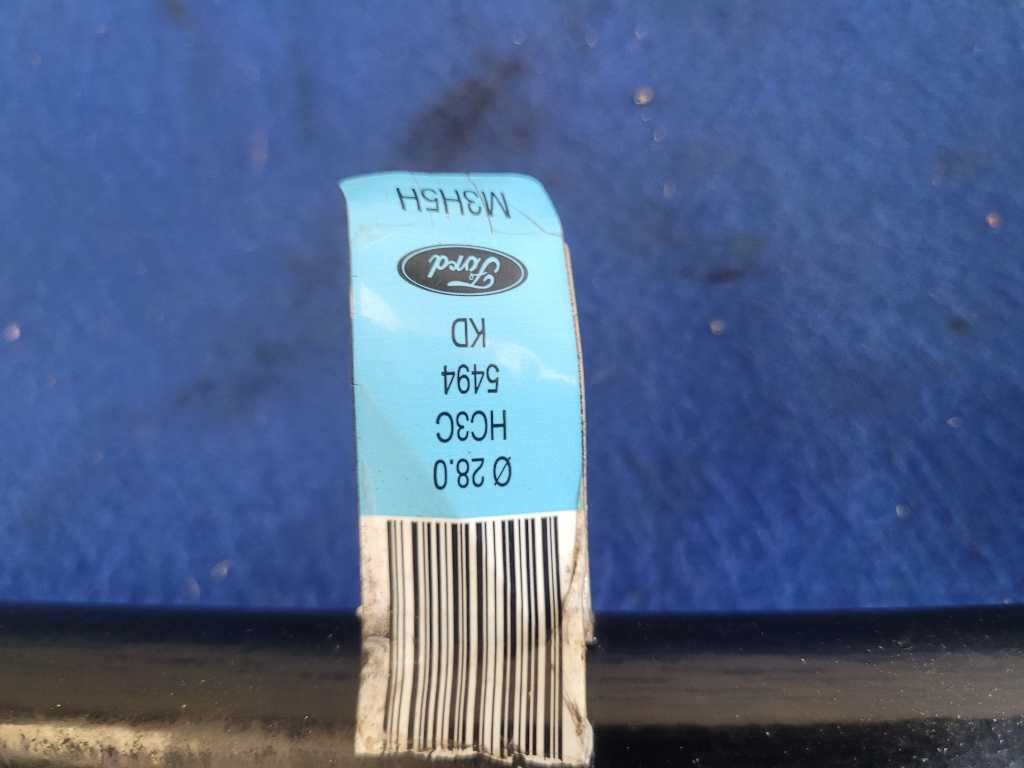 Ø 28.0
HC3C
5494
KD
Ford
M3H5H